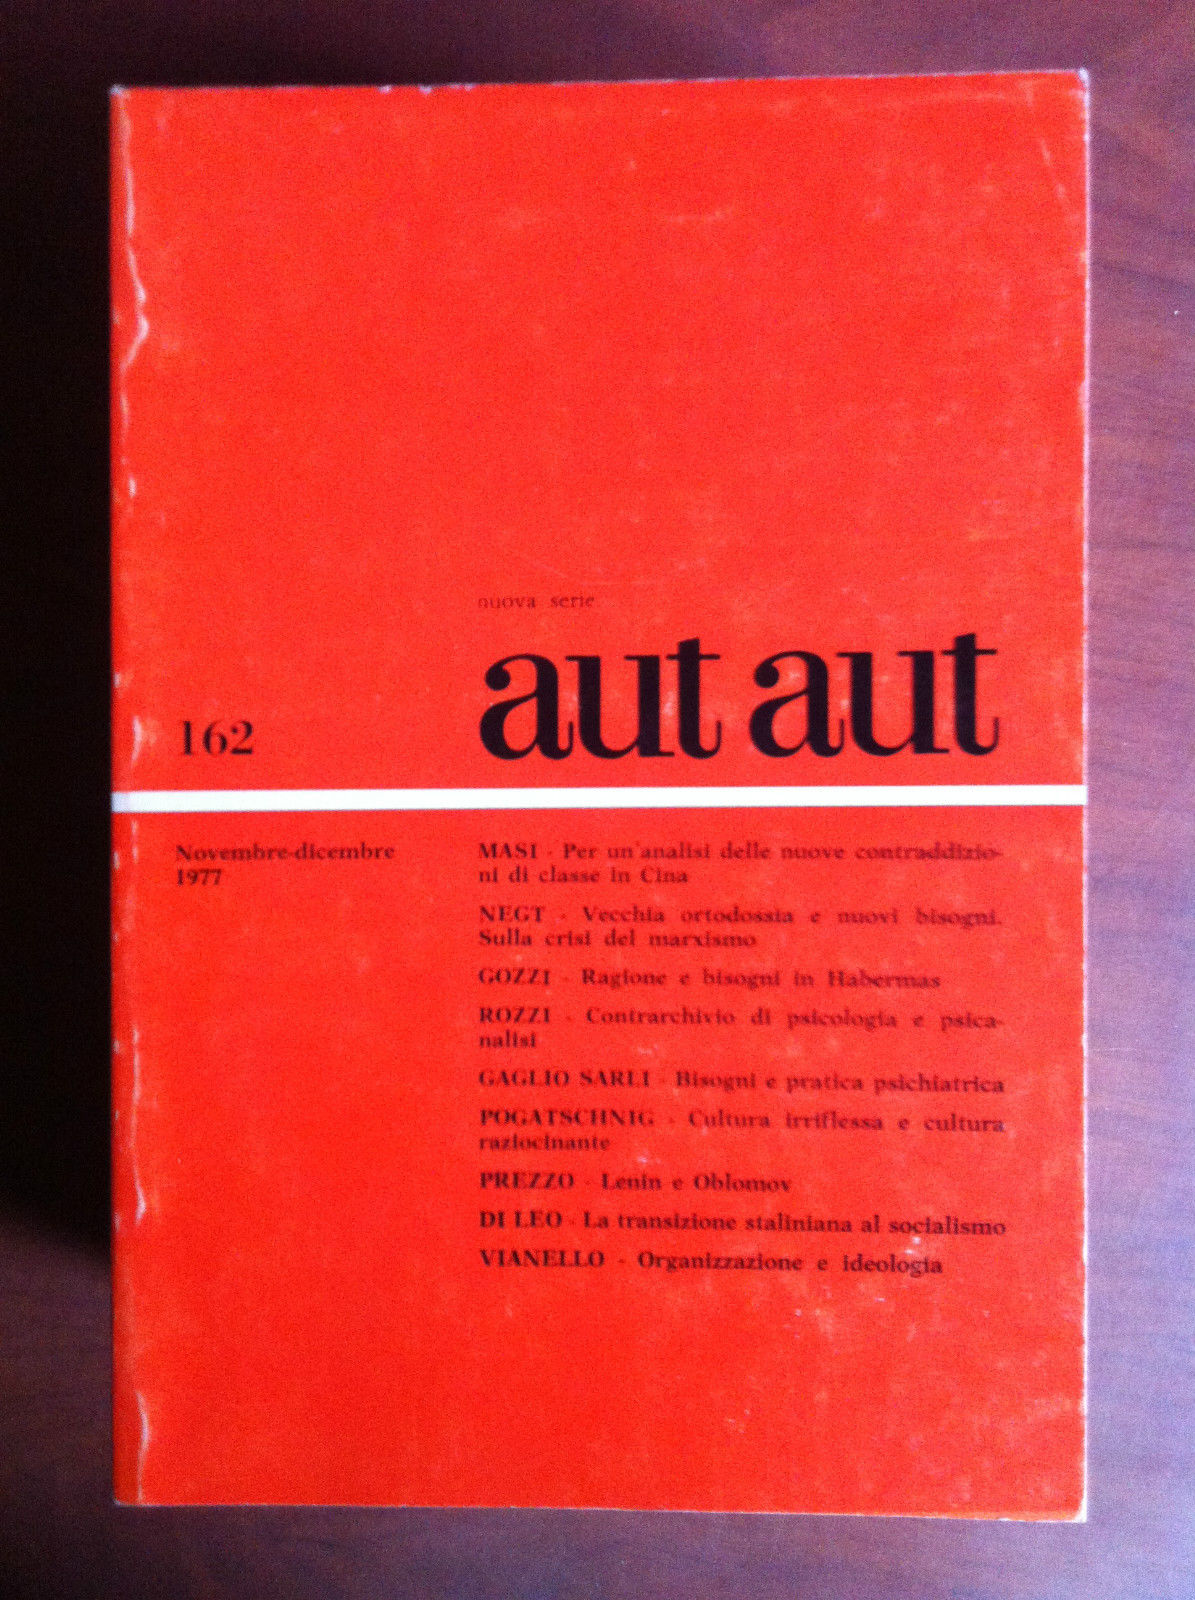 nuova serie
aut aut
162
Novembre-dicembre
1977
MASI - Per un'analisi delle nuove contraddizio-
ni di classe in Cina
NEGT - Vecchia ortodossia e nuovi bisogni.
Sulla crisi del marxismo
GOZZI - Ragione e bisogni in Habermas
ROZZI - Contrarchivio di psicologia e psica-
nalisi
GAGLIO SARLI - Bisogni e pratica psichiatrica
POGATSCHNIG - Cultura irriflessa e cultura
raziocinante
PREZZO - Lenin e Oblomov
DI LEO - La transizione staliniana al socialismo
VIANELLO - Organizzazione e ideologia